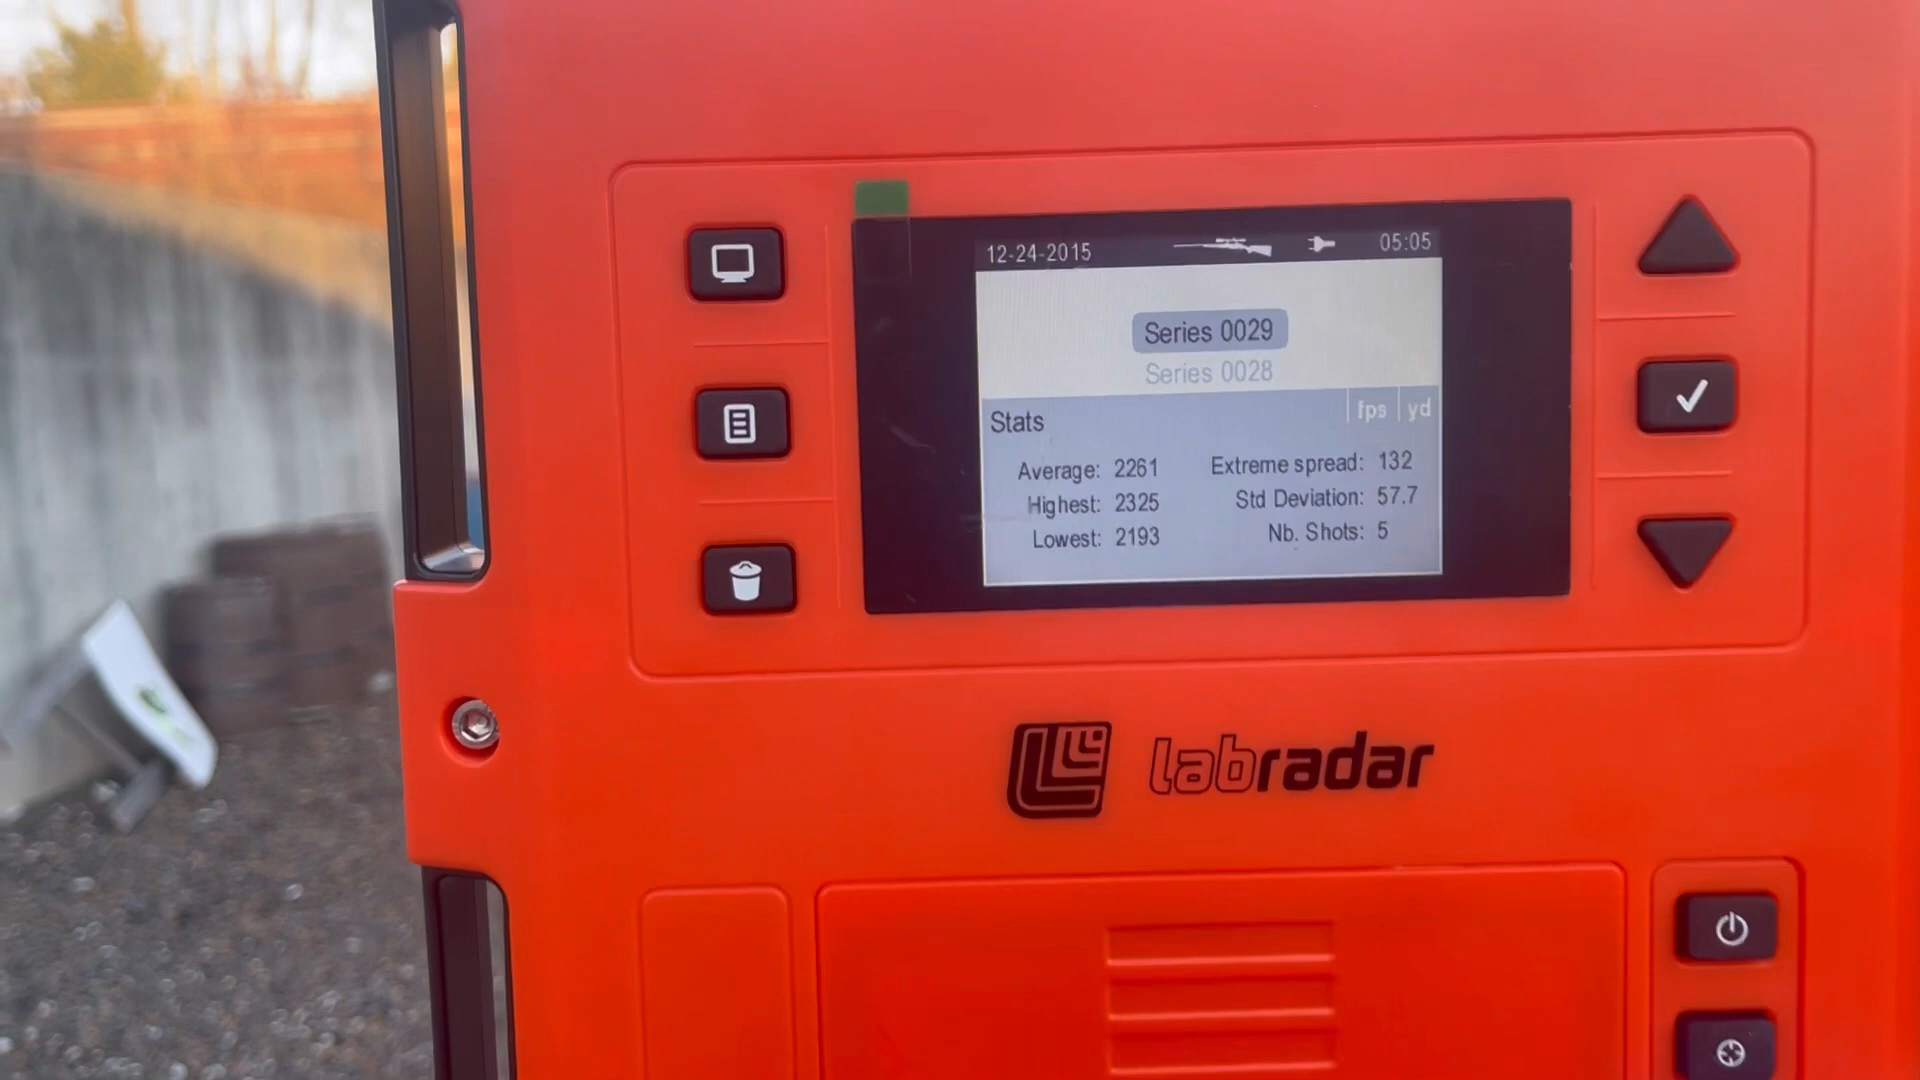 12-24-2015 05:05
Series 0029
Series 0028
Stats fps yd
Average: 2261 Extreme spread: 132
Highest: 2325 Std Deviation: 57.7
Lowest: 2193 Nb. Shots: 5
labradar